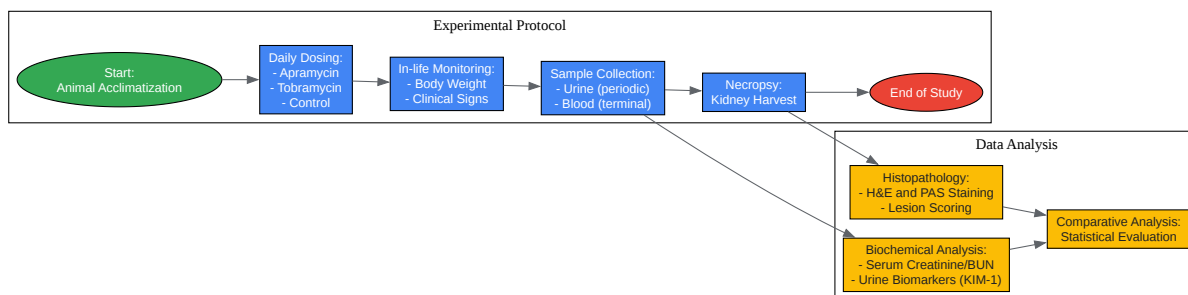 Experimental Protocol
Start:
Animal Acclimatization
Daily Dosing:
- Apramycin
- Tobramycin
- Control
In-life Monitoring:
- Body Weight
- Clinical Signs
Sample Collection:
- Urine (periodic)
- Blood (terminal)
Necropsy:
Kidney Harvest
End of Study
Data Analysis
Histopathology:
- H&E and PAS Staining
- Lesion Scoring
Biochemical Analysis:
- Serum Creatinine/BUN
- Urine Biomarkers (KIM-1)
Comparative Analysis:
Statistical Evaluation